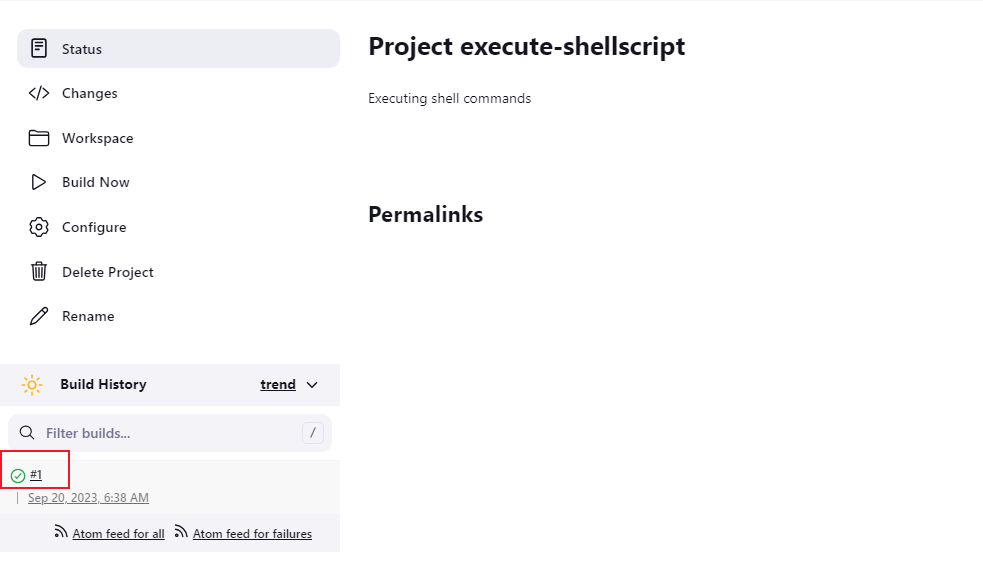 Status
Changes
Workspace
Build Now
Configure
Delete Project
Rename
Build History trend
Filter builds... /
#1
Sep 20, 2023, 6:38 AM
Atom feed for all Atom feed for failures
Project execute-shellscript
Executing shell commands
Permalinks